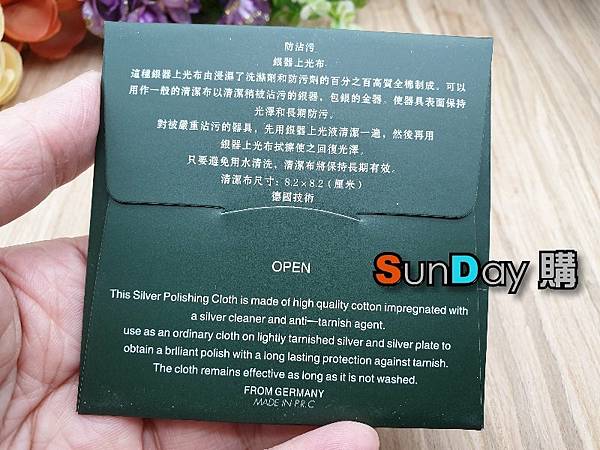 防沾污
銀器上光布
這種銀器上光布由浸濕了洗滌劑和防污劑的百分之百高質全棉制成。可以
用作一般的清潔布以清潔稍被沾污的銀器、包銀的金器。使器具表面保持
光澤和長期防污。
對被嚴重沾污的器具，先用銀器上光液清潔一遍，然後再用
銀器上光布拭擦使之回復光澤。
只要避免用水清洗，清潔布將保持長期有效。
清潔布尺寸：8.2×8.2（厘米）
德國技術
OPEN
SunDay 購
This Silver Polishing Cloth is made of high quality cotton impregnated with
a silver cleaner and anti—tarnish agent.
use as an ordinary cloth on lightly tarnished silver and silver plate to
obtain a brlliant polish with a long lasting protection against tarnish.
The cloth remains effective as long as it is not washed.
FROM GERMANY
MADE IN P.R.C